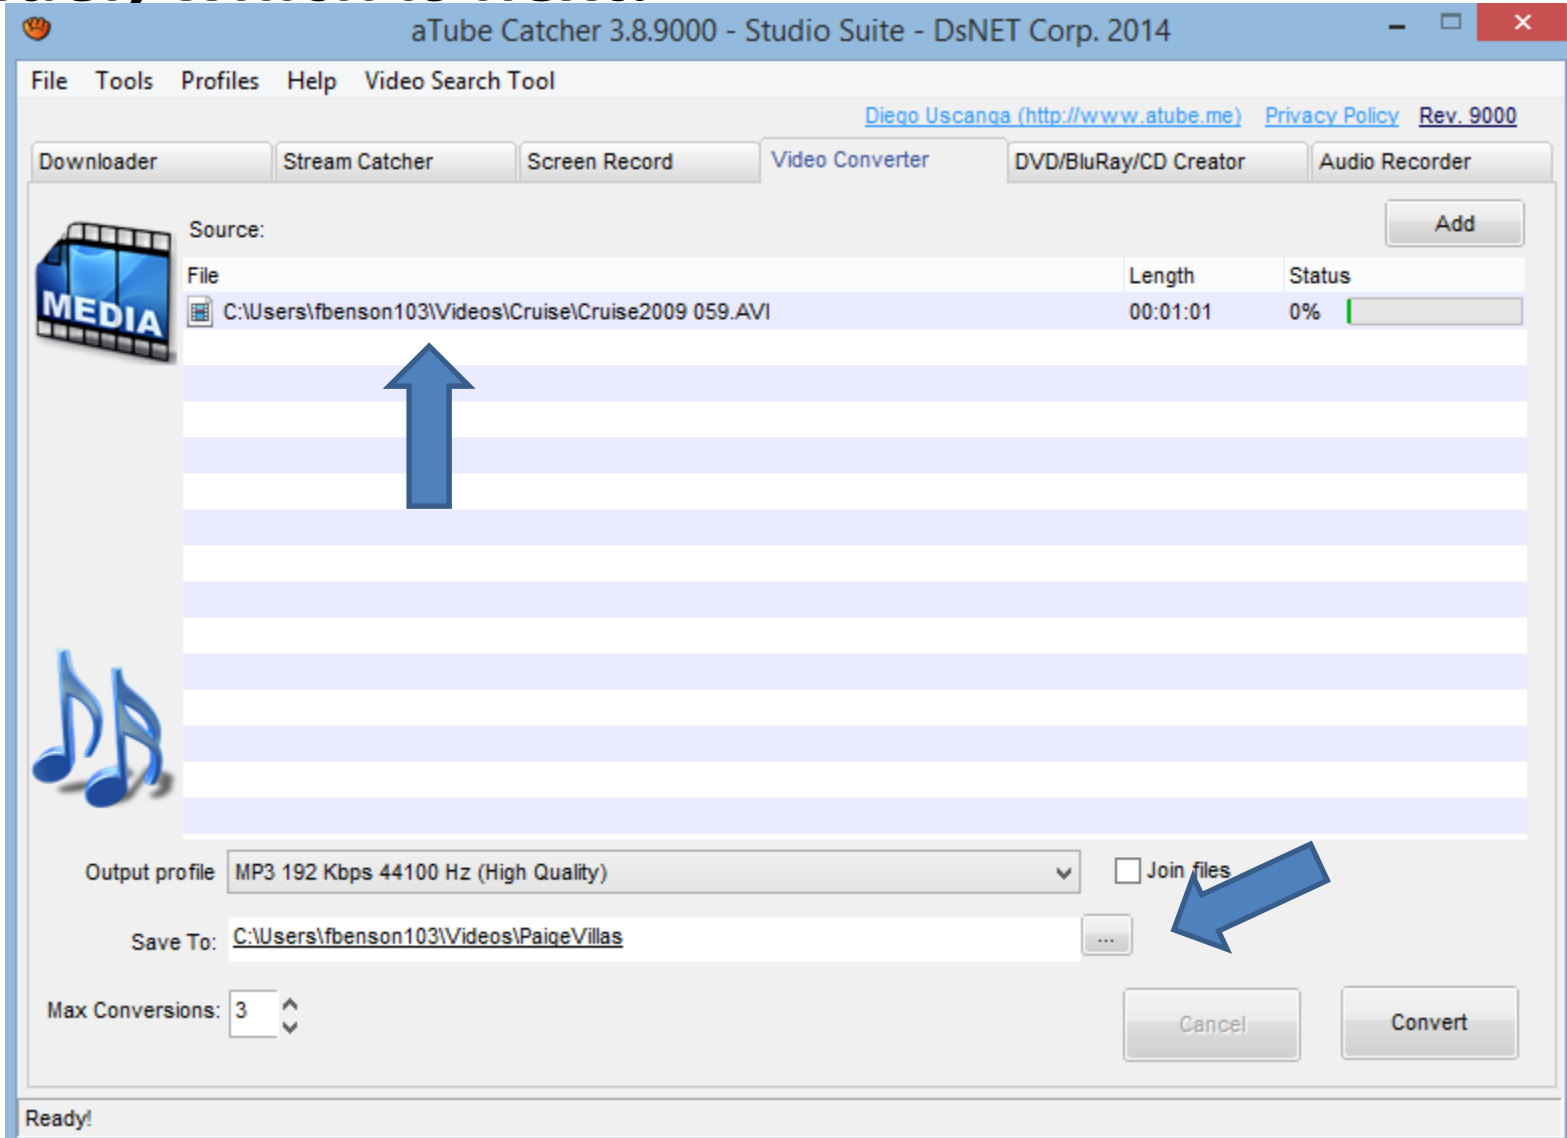 aTube Catcher 3.8.9000 - Studio Suite - DsNET Corp. 2014
File Tools Profiles Help Video Search Tool
Diego Uscanga (http://www.atube.me) Privacy Policy Rev. 9000
Downloader Stream Catcher Screen Record Video Converter DVD/BluRay/CD Creator Audio Recorder
Source: Add
File Length Status
MEDIA C:\Users\fbenson103\Videos\Cruise\Cruise2009 059.AVI 00:01:01 0%
Output profile MP3 192 Kbps 44100 Hz (High Quality) Join files
Save To: C:\Users\fbenson103\Videos\PaigeVillas ...
Max Conversions: 3 Cancel Convert
Ready!